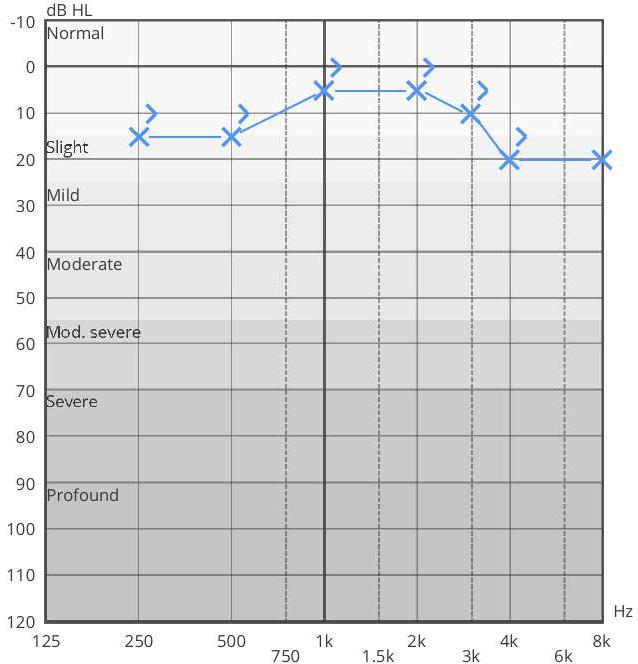 dB HL
-10
Normal
0
10
Slight
20
Mild
30
40
Moderate
50
Mod. severe
60
70
Severe
80
90
Profound
100
110
120
Hz
125 250 500 1k 2k 4k 8k
750 1.5k 3k 6k